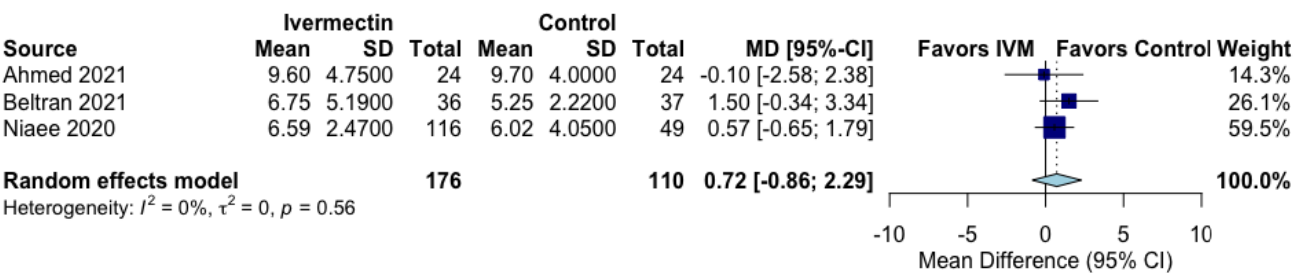 Ivermectin Control
Source Mean SD Total Mean SD Total MD [95%-CI] Favors IVM Favors Control Weight
Ahmed 2021 9.60 4.7500 24 9.70 4.0000 24 -0.10 [-2.58; 2.38] 14.3%
Beltran 2021 6.75 5.1900 36 5.25 2.2200 37 1.50 [-0.34; 3.34] 26.1%
Niaee 2020 6.59 2.4700 116 6.02 4.0500 49 0.57 [-0.65; 1.79] 59.5%
Random effects model 176 110 0.72 [-0.86; 2.29] 100.0%
Heterogeneity: I² = 0%, τ² = 0, p = 0.56
-10 -5 0 5 10
Mean Difference (95% CI)